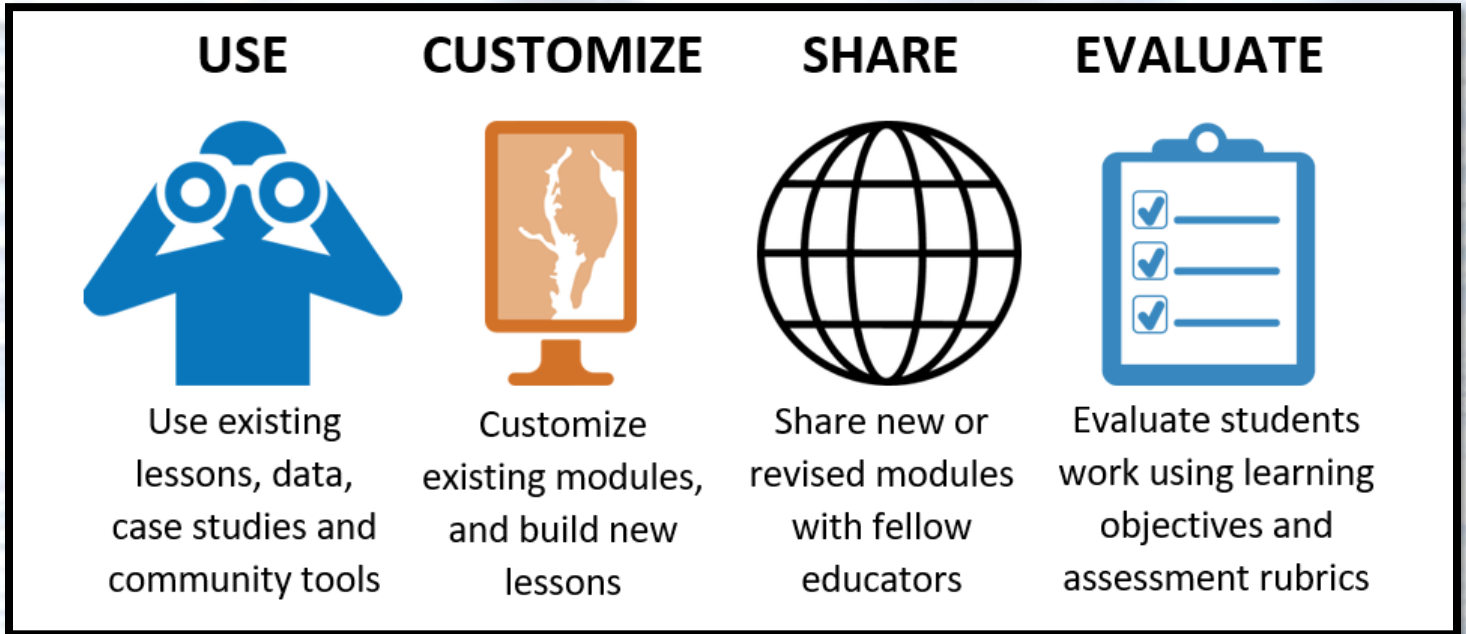 USE
CUSTOMIZE
SHARE
EVALUATE
Use existing
lessons, data,
case studies and
community tools
Customize
existing modules,
and build new
lessons
Share new or
revised modules
with fellow
educators
Evaluate students
work using learning
objectives and
assessment rubrics